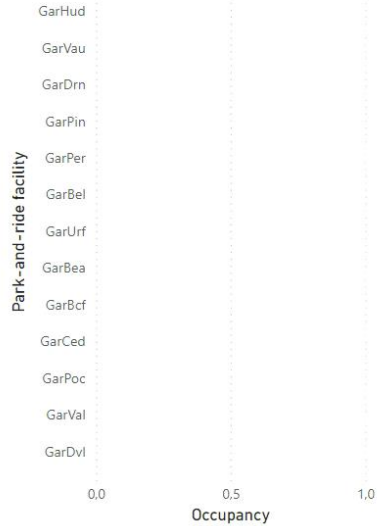 GarHud
GarVau
GarDrn
GarPin
GarPer
GarBel
GarUrf
GarBea
GarBcf
GarCed
GarPoc
GarVal
GarDvl
Park-and-ride facility
0,0
0,5
1,0
Occupancy